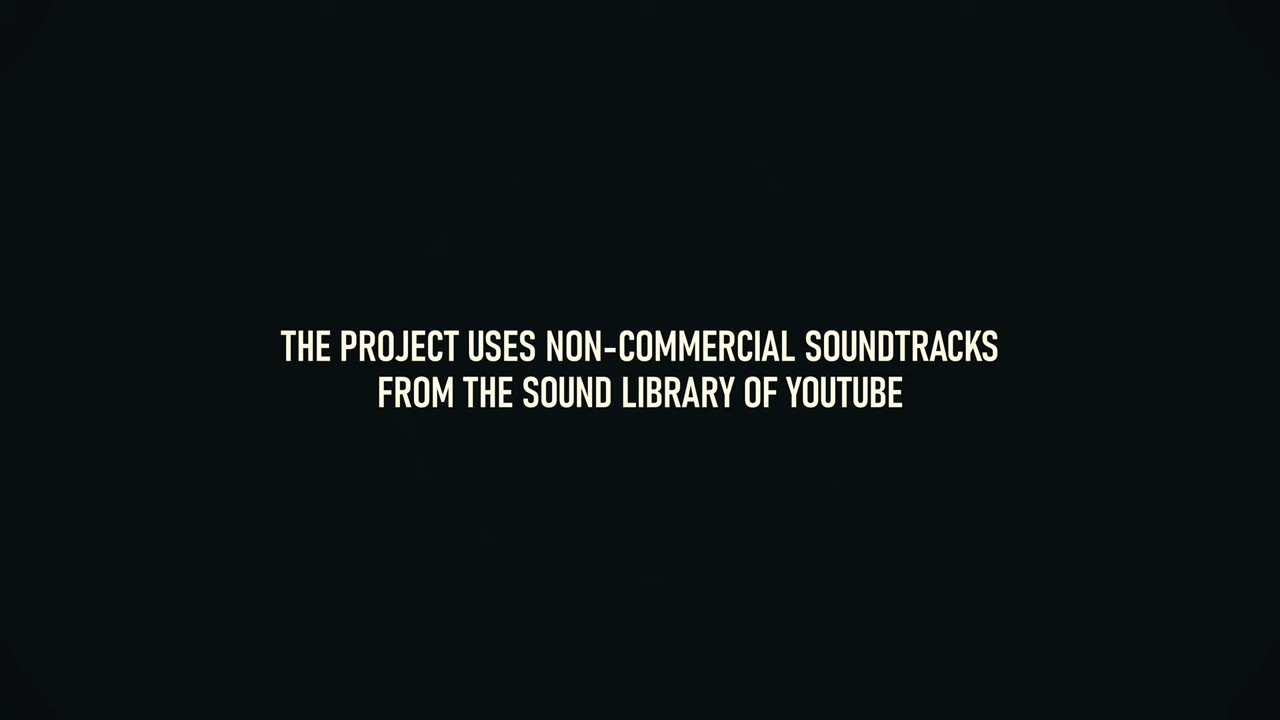 THE PROJECT USES NON-COMMERCIAL SOUNDTRACKS
FROM THE SOUND LIBRARY OF YOUTUBE